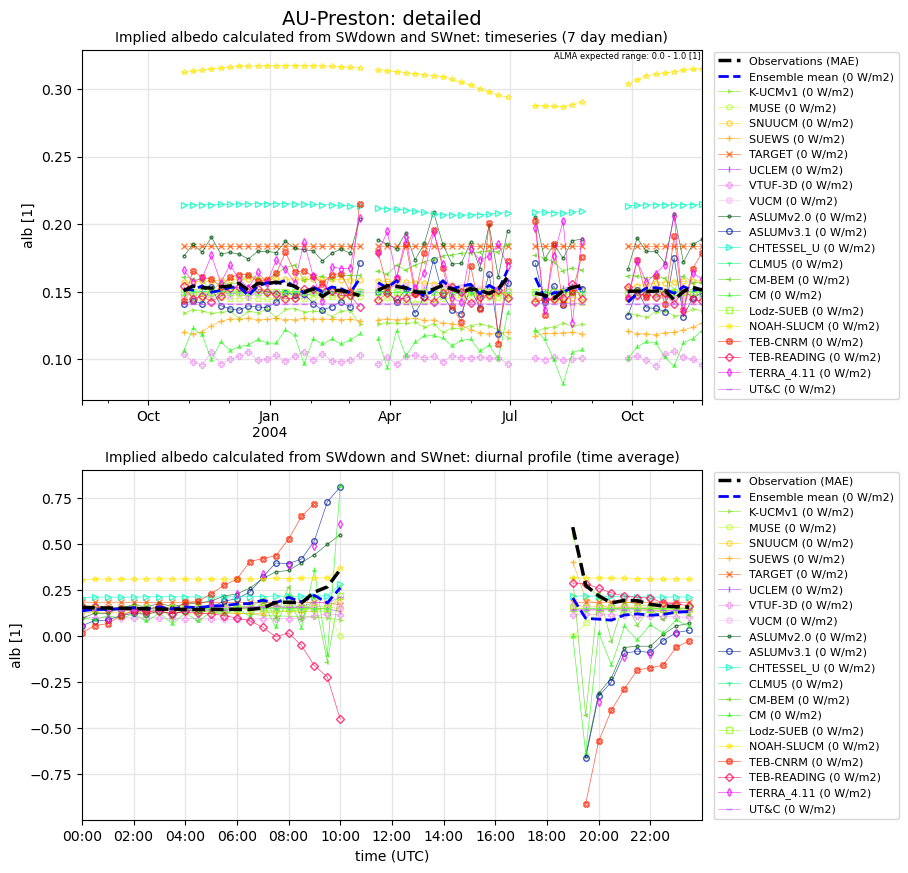 AU-Preston: detailed
Implied albedo calculated from SWdown and SWnet: timeseries (7 day median)
ALMA expected range: 0.0 - 1.0 [1]
0.30
0.25
0.20
0.15
0.10
alb [1]
Oct
Jan
2004
Apr
Jul
Oct
Observations (MAE)
Ensemble mean (0 W/m2)
K-UCMv1 (0 W/m2)
MUSE (0 W/m2)
SNUUCM (0 W/m2)
SUEWS (0 W/m2)
TARGET (0 W/m2)
UCLEM (0 W/m2)
VTUF-3D (0 W/m2)
VUCM (0 W/m2)
ASLUMv2.0 (0 W/m2)
ASLUMv3.1 (0 W/m2)
CHTESSEL_U (0 W/m2)
CLMU5 (0 W/m2)
CM-BEM (0 W/m2)
CM (0 W/m2)
Lodz-SUEB (0 W/m2)
NOAH-SLUCM (0 W/m2)
TEB-CNRM (0 W/m2)
TEB-READING (0 W/m2)
TERRA_4.11 (0 W/m2)
UT&C (0 W/m2)
Implied albedo calculated from SWdown and SWnet: diurnal profile (time average)
0.75
0.50
0.25
0.00
−0.25
−0.50
−0.75
alb [1]
00:00
02:00
04:00
06:00
08:00
10:00
12:00
14:00
16:00
18:00
20:00
22:00
time (UTC)
Observation (MAE)
Ensemble mean (0 W/m2)
K-UCMv1 (0 W/m2)
MUSE (0 W/m2)
SNUUCM (0 W/m2)
SUEWS (0 W/m2)
TARGET (0 W/m2)
UCLEM (0 W/m2)
VTUF-3D (0 W/m2)
VUCM (0 W/m2)
ASLUMv2.0 (0 W/m2)
ASLUMv3.1 (0 W/m2)
CHTESSEL_U (0 W/m2)
CLMU5 (0 W/m2)
CM-BEM (0 W/m2)
CM (0 W/m2)
Lodz-SUEB (0 W/m2)
NOAH-SLUCM (0 W/m2)
TEB-CNRM (0 W/m2)
TEB-READING (0 W/m2)
TERRA_4.11 (0 W/m2)
UT&C (0 W/m2)